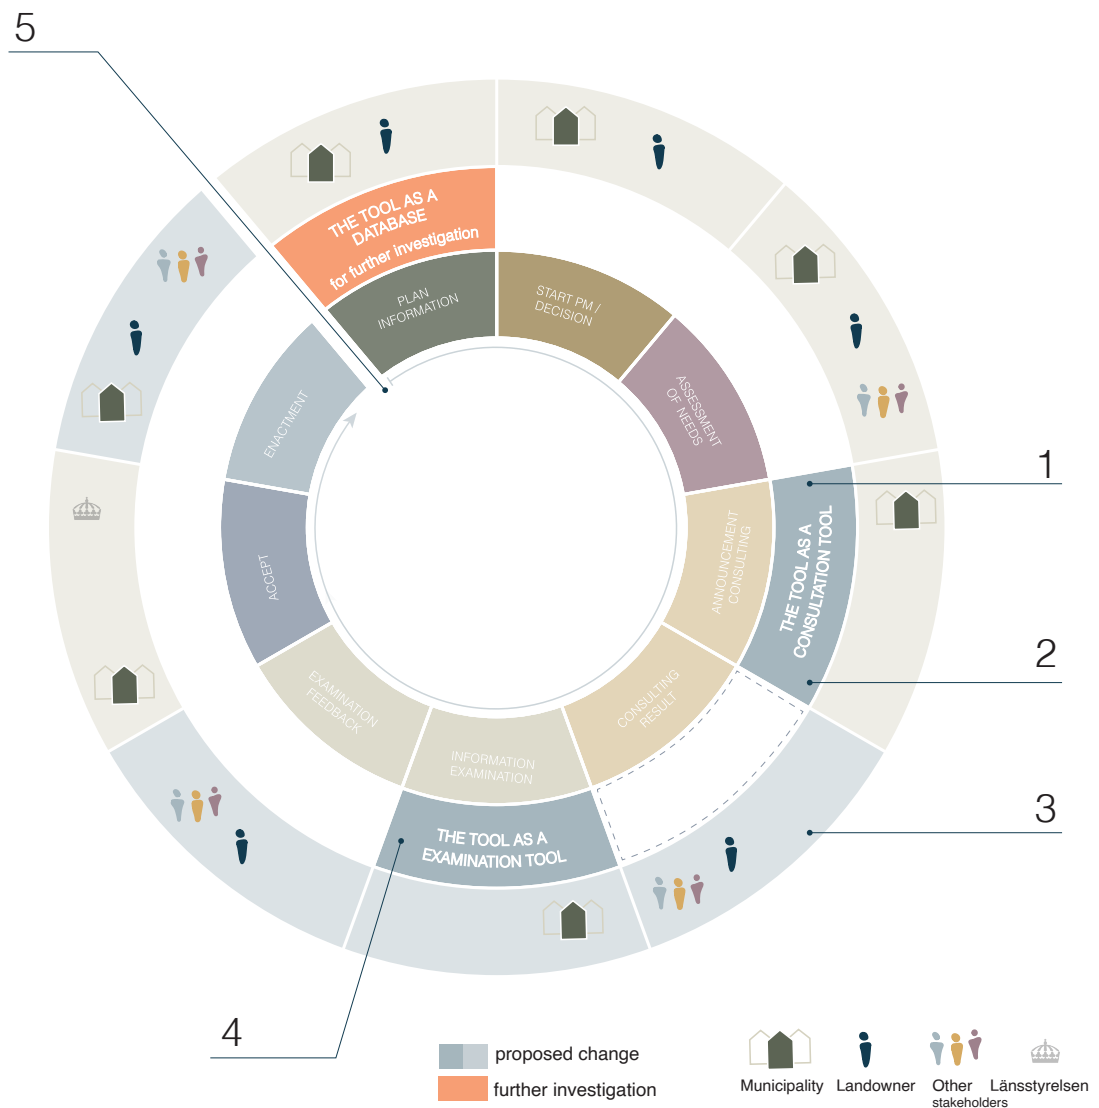 5
THE TOOL AS A
DATABASE
for further investigation
PLAN
INFORMATION
START PM /
DECISION
ASSESSMENT
OF NEEDS
ENACTMENT
1
THE TOOL AS A
CONSULTATION TOOL
ANNOUNCEMENT
CONSULTING
ACCEPT
2
CONSULTING
RESULT
EXAMINATION
FEEDBACK
INFORMATION
EXAMINATION
3
THE TOOL AS A
EXAMINATION TOOL
4
proposed change
further investigation
Municipality
Landowner
Other
stakeholders
Länsstyrelsen